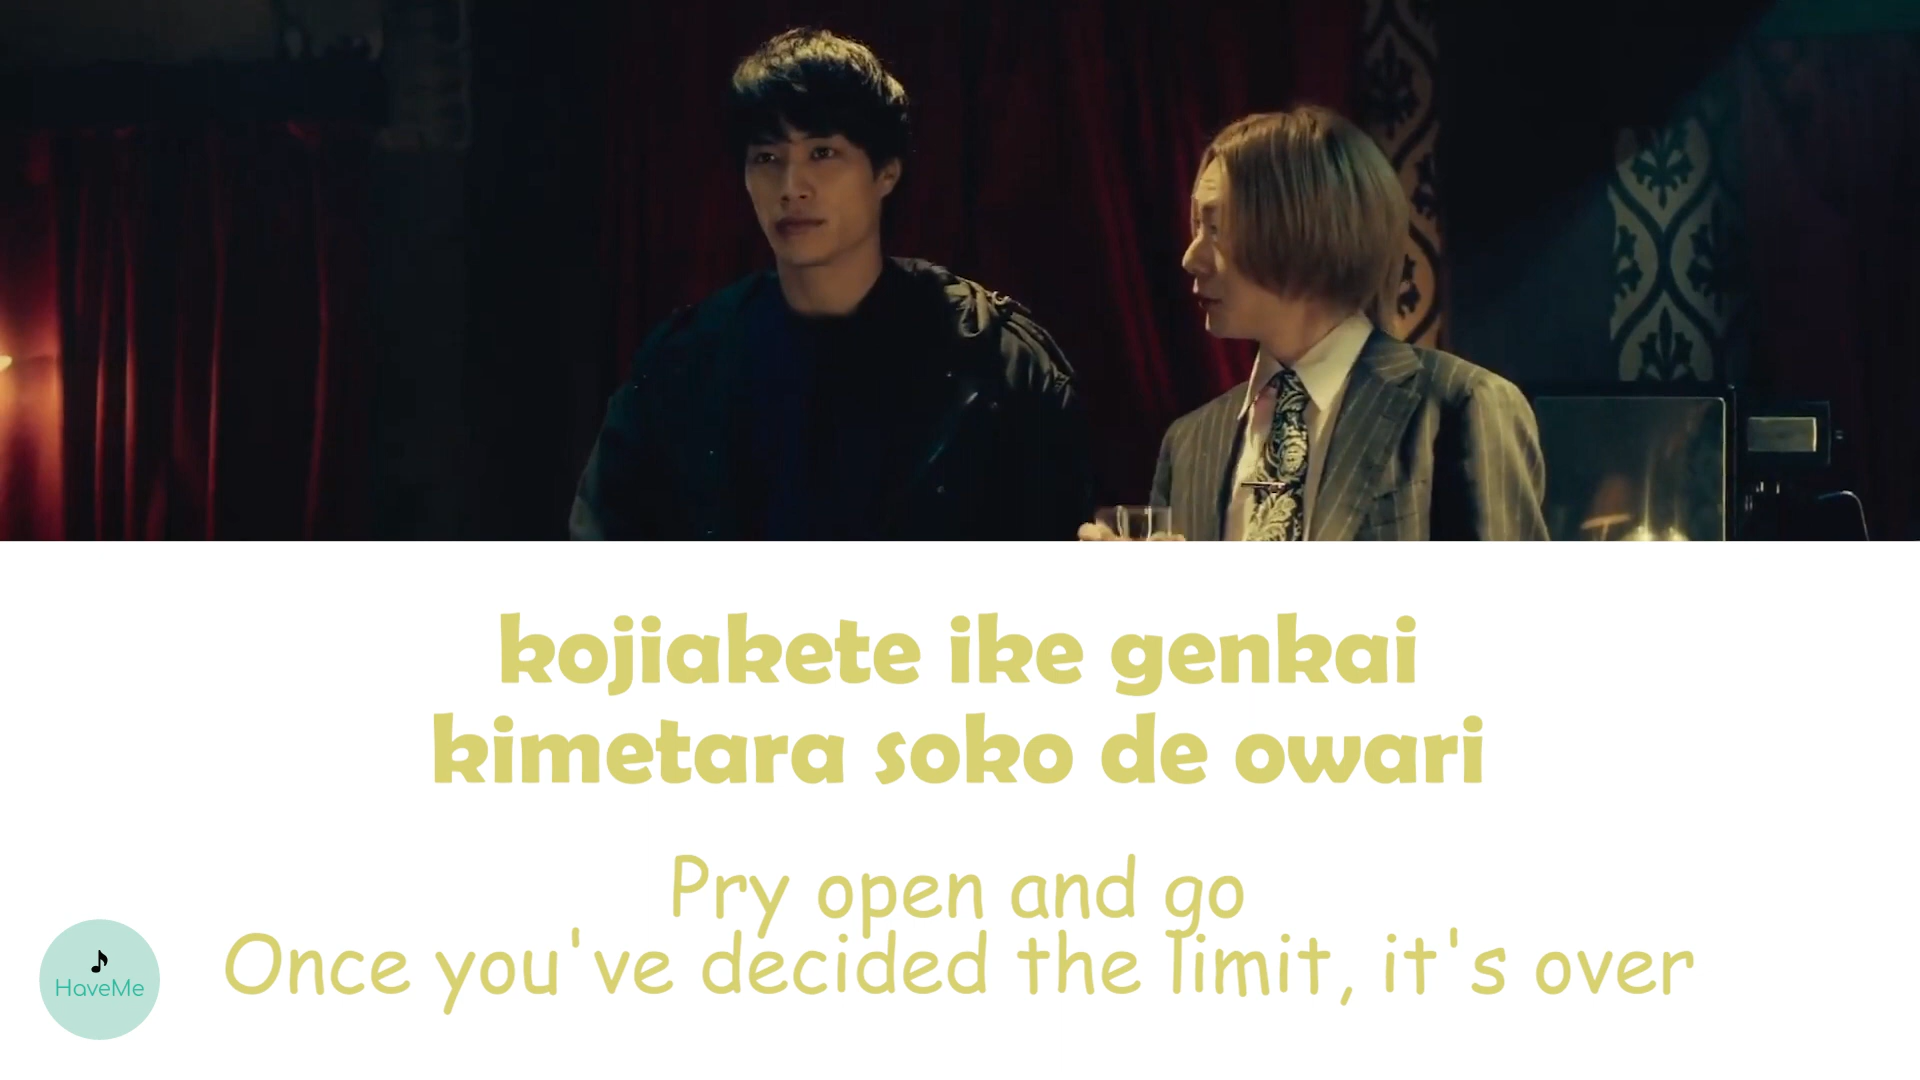 kojiakete ike genkai
kimetara soko de owari
Pry open and go
Once you've decided the limit, it's over
HaveMe